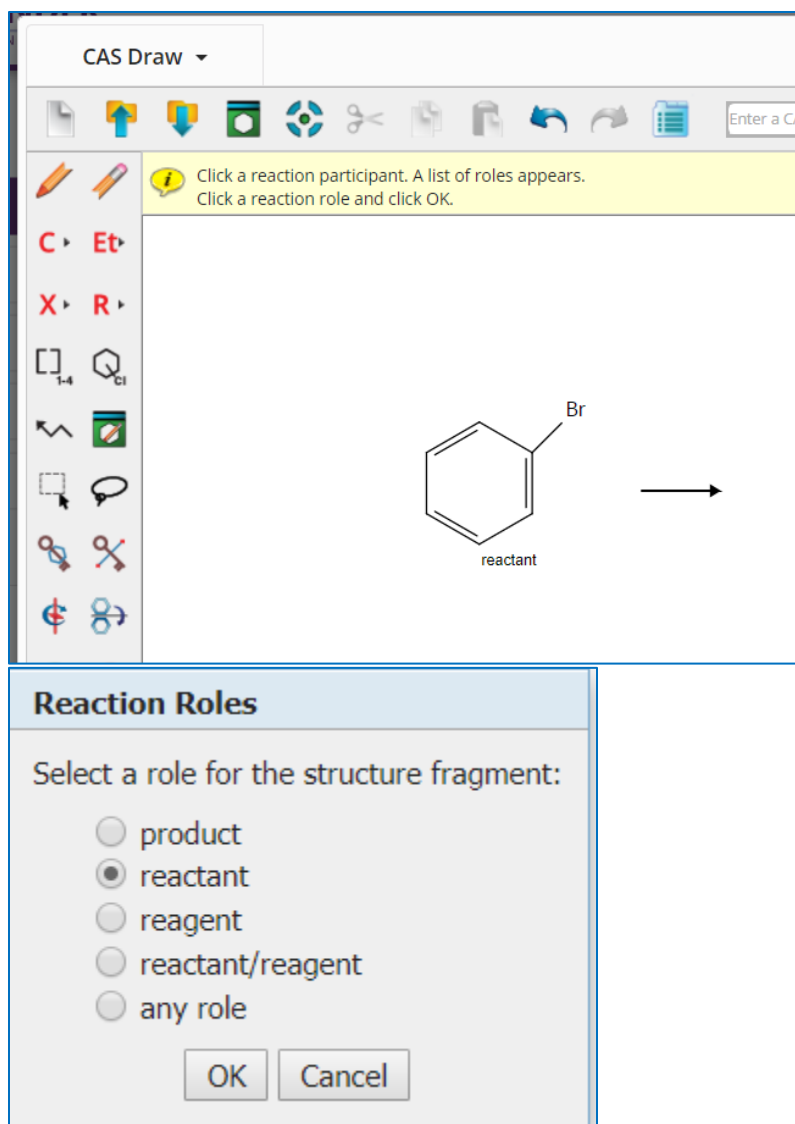 CAS Draw
Enter a CA
Click a reaction participant. A list of roles appears.
Click a reaction role and click OK.
C
Et
X
R
1-4
Cl
Br
reactant
Reaction Roles
Select a role for the structure fragment:
product
reactant
reagent
reactant/reagent
any role
OK Cancel